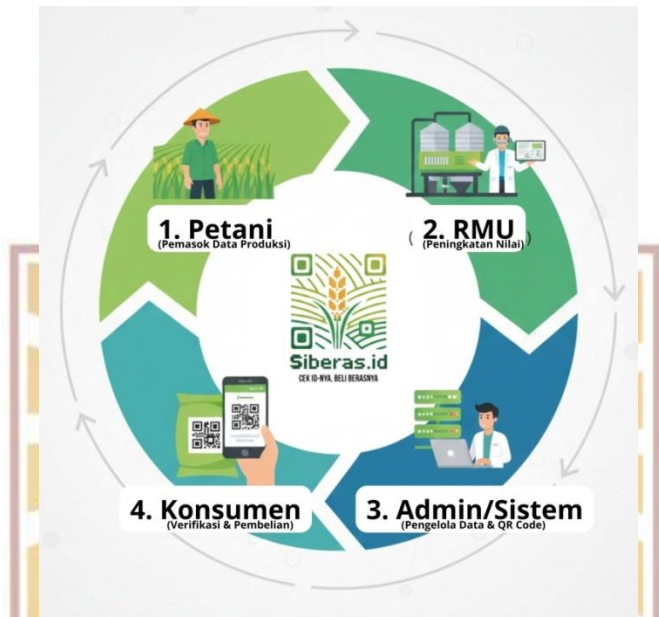 1. Petani
(Pemasok Data Produksi)
( 2. RMU )
(Peningkatan Nilai)
Siberas.id
CEK ID-NYA, BELI BERASNYA
4. Konsumen
(Verifikasi & Pembelian)
3. Admin/Sistem
(Pengelola Data & QR Code)